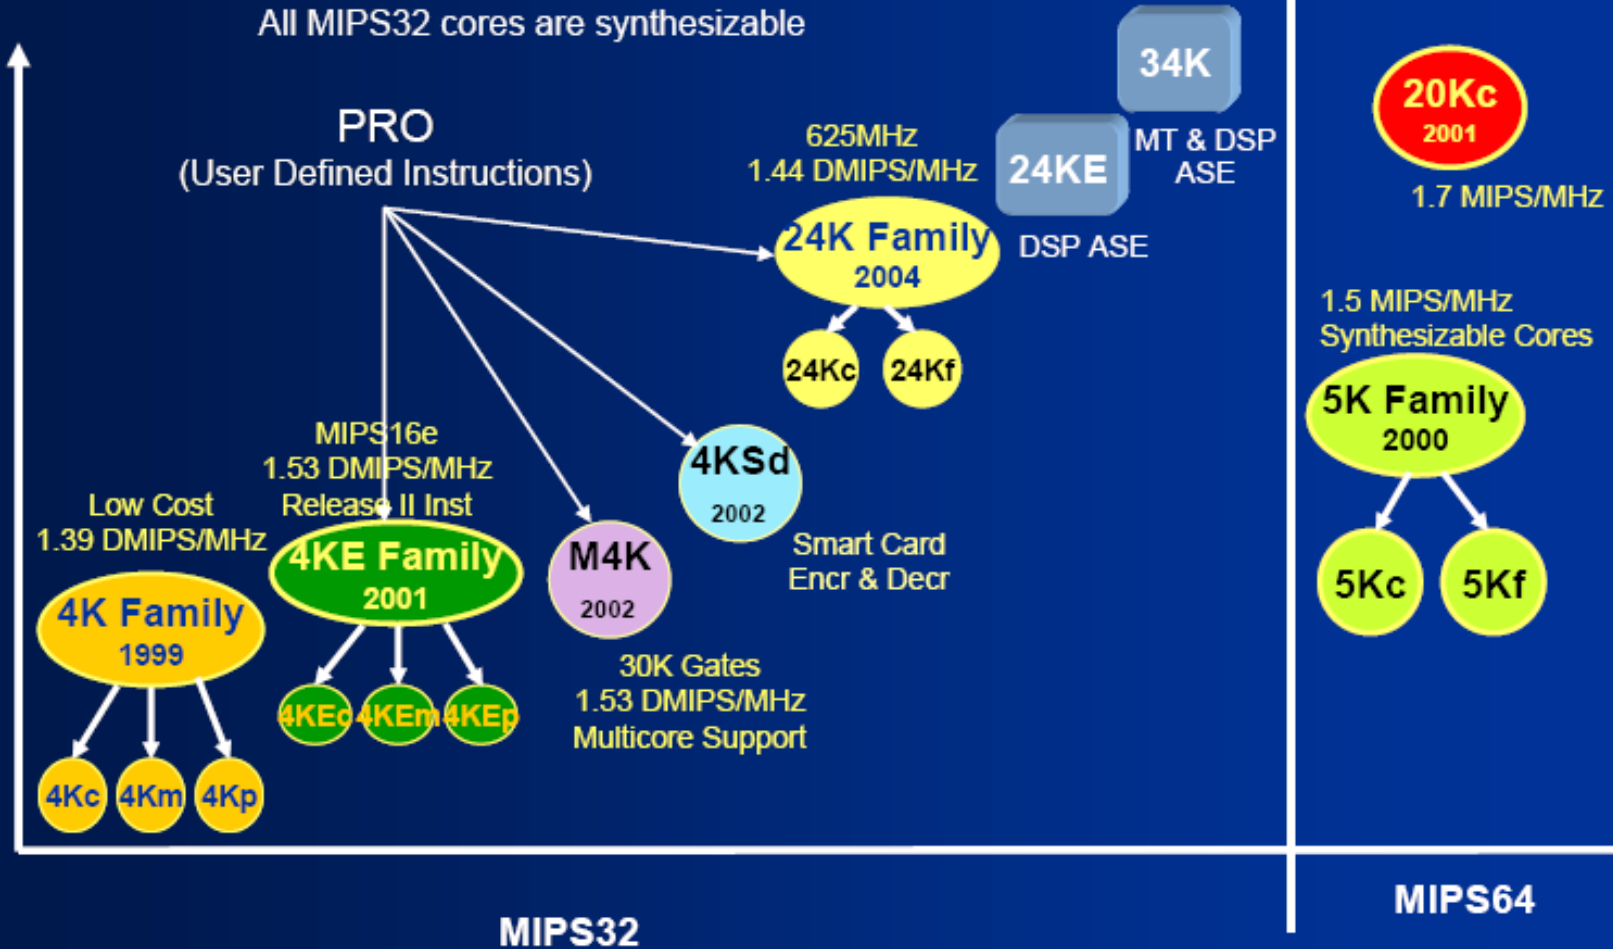 All MIPS32 cores are synthesizable
PRO
(User Defined Instructions)
34K
MT & DSP
ASE
24KE
DSP ASE
625MHz
1.44 DMIPS/MHz
24K Family
2004
24Kc
24Kf
4KSd
2002
Smart Card
Encr & Decr
M4K
2002
30K Gates
1.53 DMIPS/MHz
Multicore Support
MIPS16e
1.53 DMIPS/MHz
Release II Inst
4KE Family
2001
4KEc
4KEm
4KEp
Low Cost
1.39 DMIPS/MHz
4K Family
1999
4Kc
4Km
4Kp
MIPS32
20Kc
2001
1.7 MIPS/MHz
1.5 MIPS/MHz
Synthesizable Cores
5K Family
2000
5Kc
5Kf
MIPS64